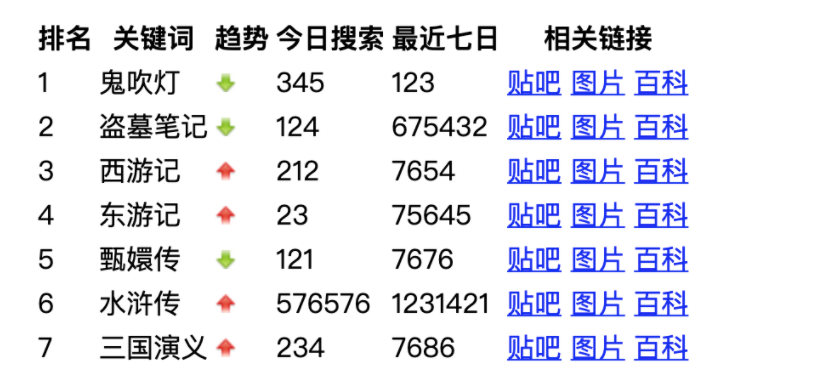 排名 关键词 趋势 今日搜索 最近七日 相关链接
1 鬼吹灯 345 123 贴吧 图片 百科
2 盗墓笔记 124 675432 贴吧 图片 百科
3 西游记 212 7654 贴吧 图片 百科
4 东游记 23 75645 贴吧 图片 百科
5 甄嬛传 121 7676 贴吧 图片 百科
6 水浒传 576576 1231421 贴吧 图片 百科
7 三国演义 234 7686 贴吧 图片 百科